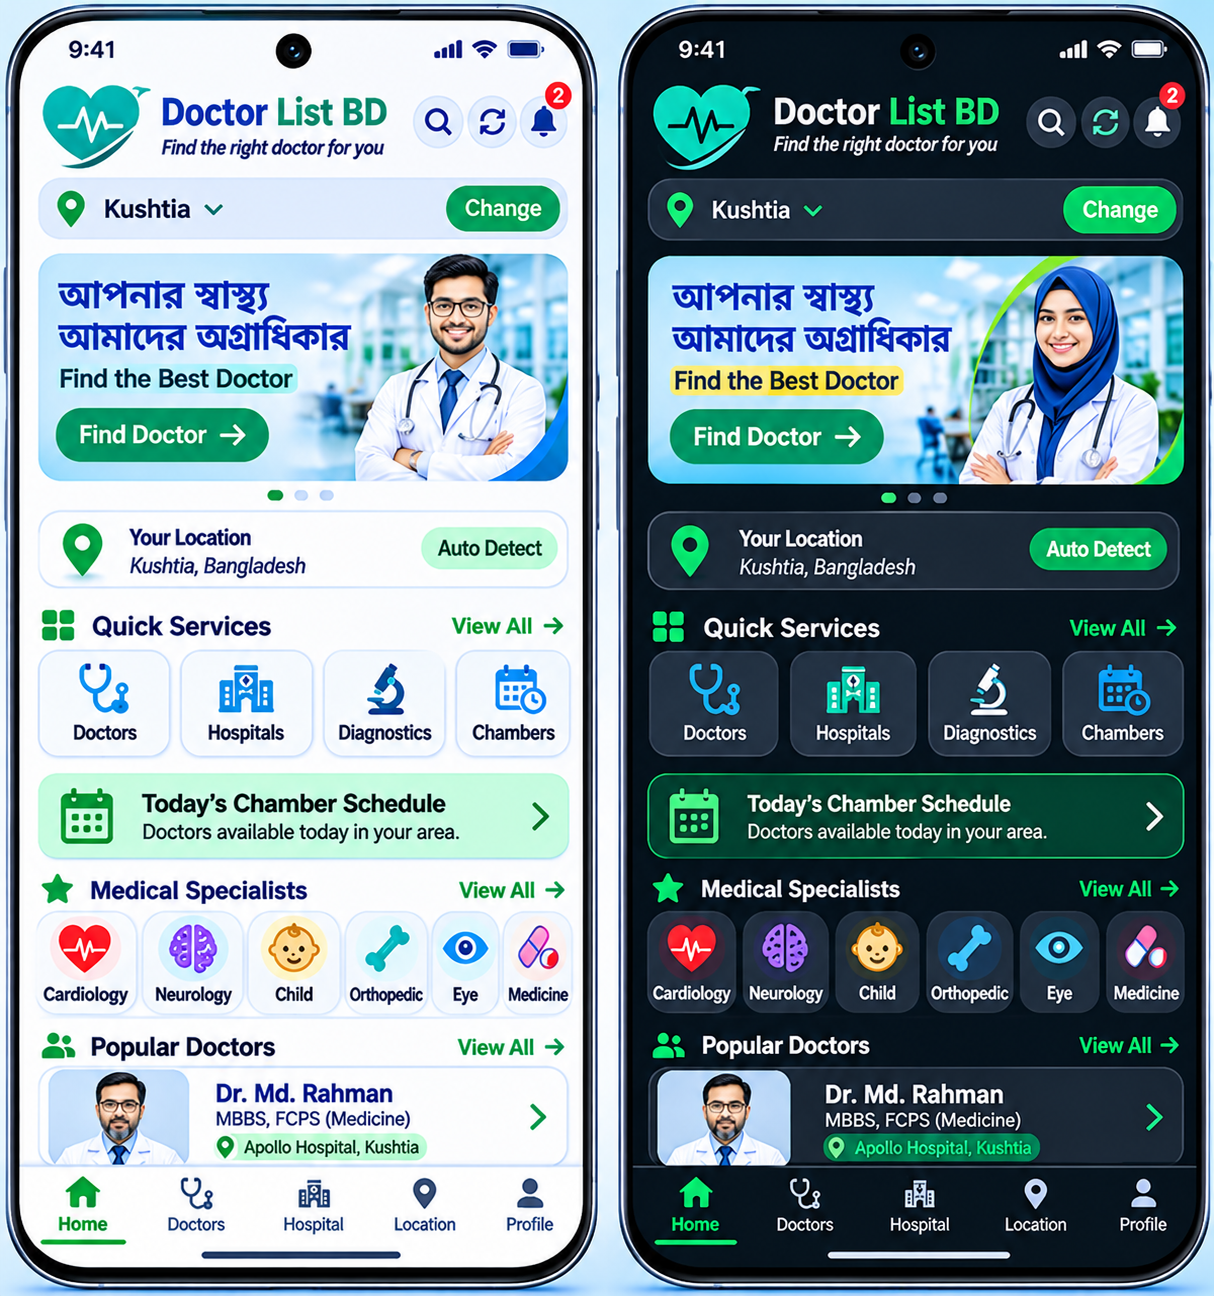 9:41
Doctor List BD
2
Find the right doctor for you
Kushtia
Change
আপনার স্বাস্থ্য
আমাদের অগ্রাধিকার
Find the Best Doctor
Find Doctor →
Your Location
Kushtia, Bangladesh
Auto Detect
Quick Services
View All →
Doctors
Hospitals
Diagnostics
Chambers
Today's Chamber Schedule
Doctors available today in your area.
Medical Specialists
View All →
Cardiology
Neurology
Child
Orthopedic
Eye
Medicine
Popular Doctors
View All →
Dr. Md. Rahman
MBBS, FCPS (Medicine)
Apollo Hospital, Kushtia
Home
Doctors
Hospital
Location
Profile
9:41
Doctor List BD
2
Find the right doctor for you
Kushtia
Change
আপনার স্বাস্থ্য
আমাদের অগ্রাধিকার
Find the Best Doctor
Find Doctor →
Your Location
Kushtia, Bangladesh
Auto Detect
Quick Services
View All →
Doctors
Hospitals
Diagnostics
Chambers
Today's Chamber Schedule
Doctors available today in your area.
Medical Specialists
View All →
Cardiology
Neurology
Child
Orthopedic
Eye
Medicine
Popular Doctors
View All →
Dr. Md. Rahman
MBBS, FCPS (Medicine)
Apollo Hospital, Kushtia
Home
Doctors
Hospital
Location
Profile